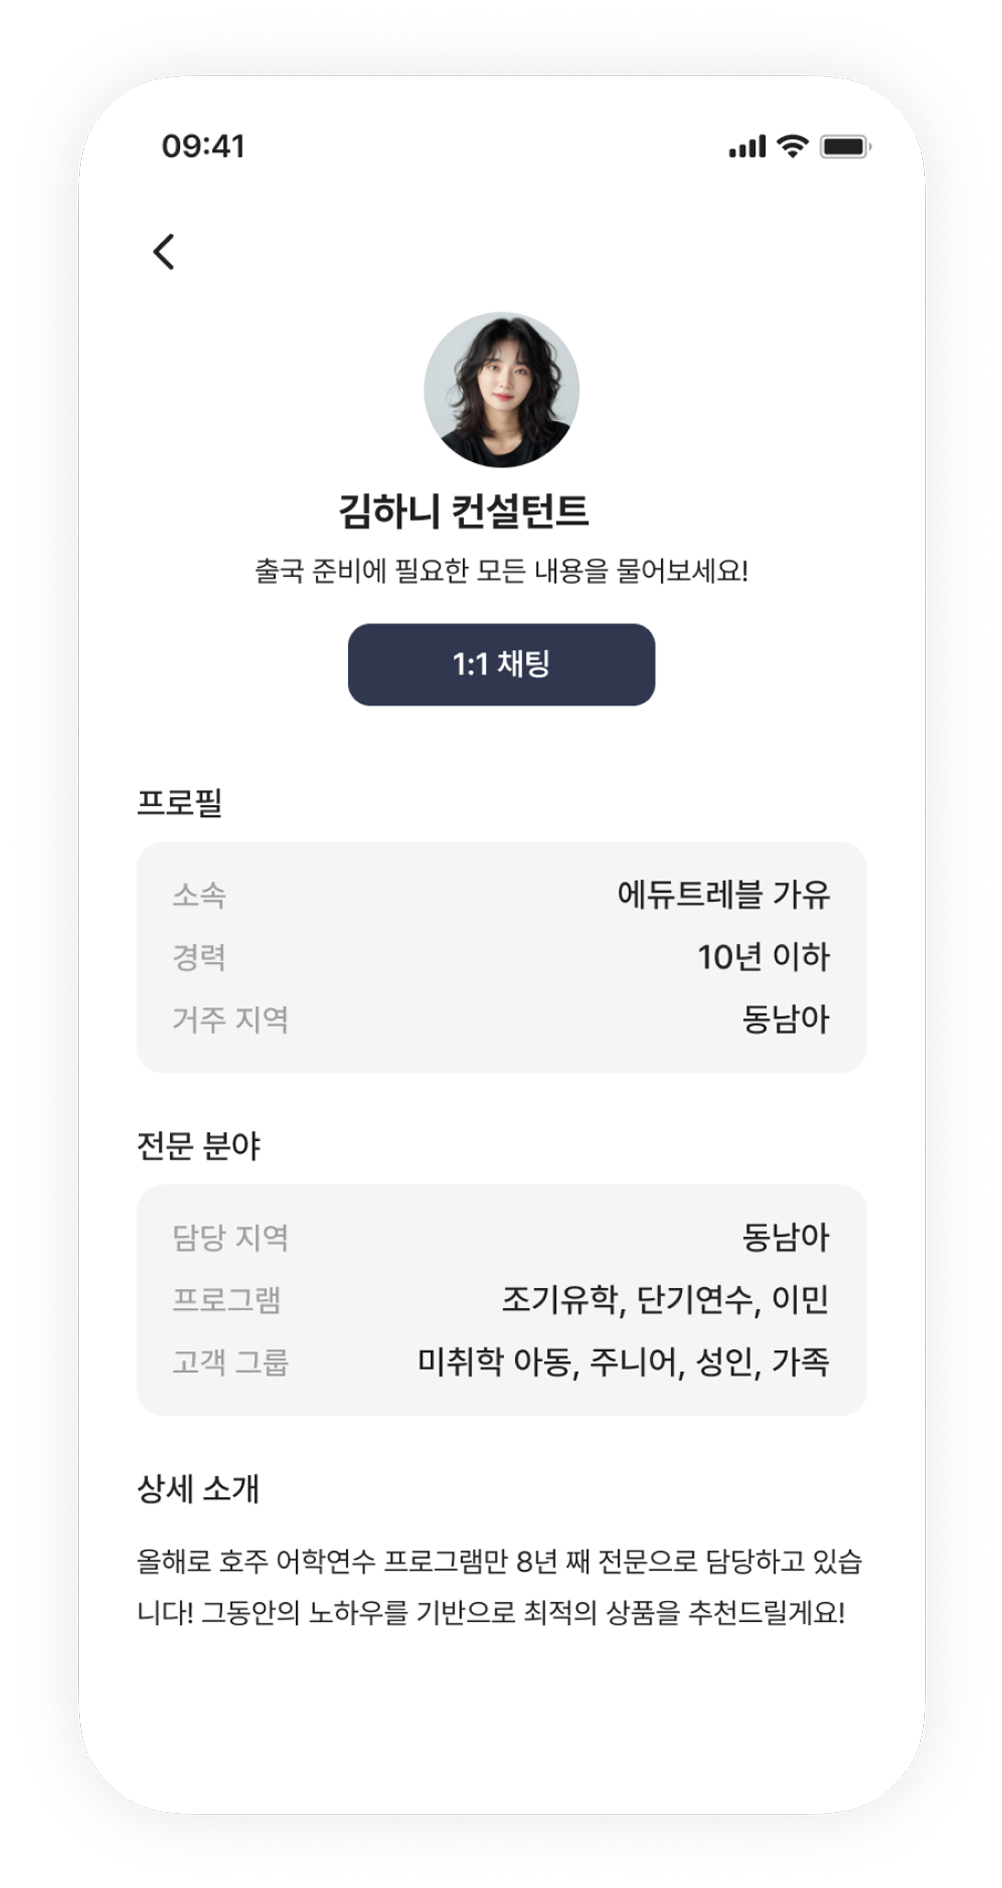 09:41
김하니 컨설턴트
출국 준비에 필요한 모든 내용을 물어보세요!
1:1 채팅
프로필
소속 에듀트레블 가유
경력 10년 이하
거주 지역 동남아
전문 분야
담당 지역 동남아
프로그램 조기유학, 단기연수, 이민
고객 그룹 미취학 아동, 주니어, 성인, 가족
상세 소개
올해로 호주 어학연수 프로그램만 8년 째 전문으로 담당하고 있습
니다! 그동안의 노하우를 기반으로 최적의 상품을 추천드릴게요!